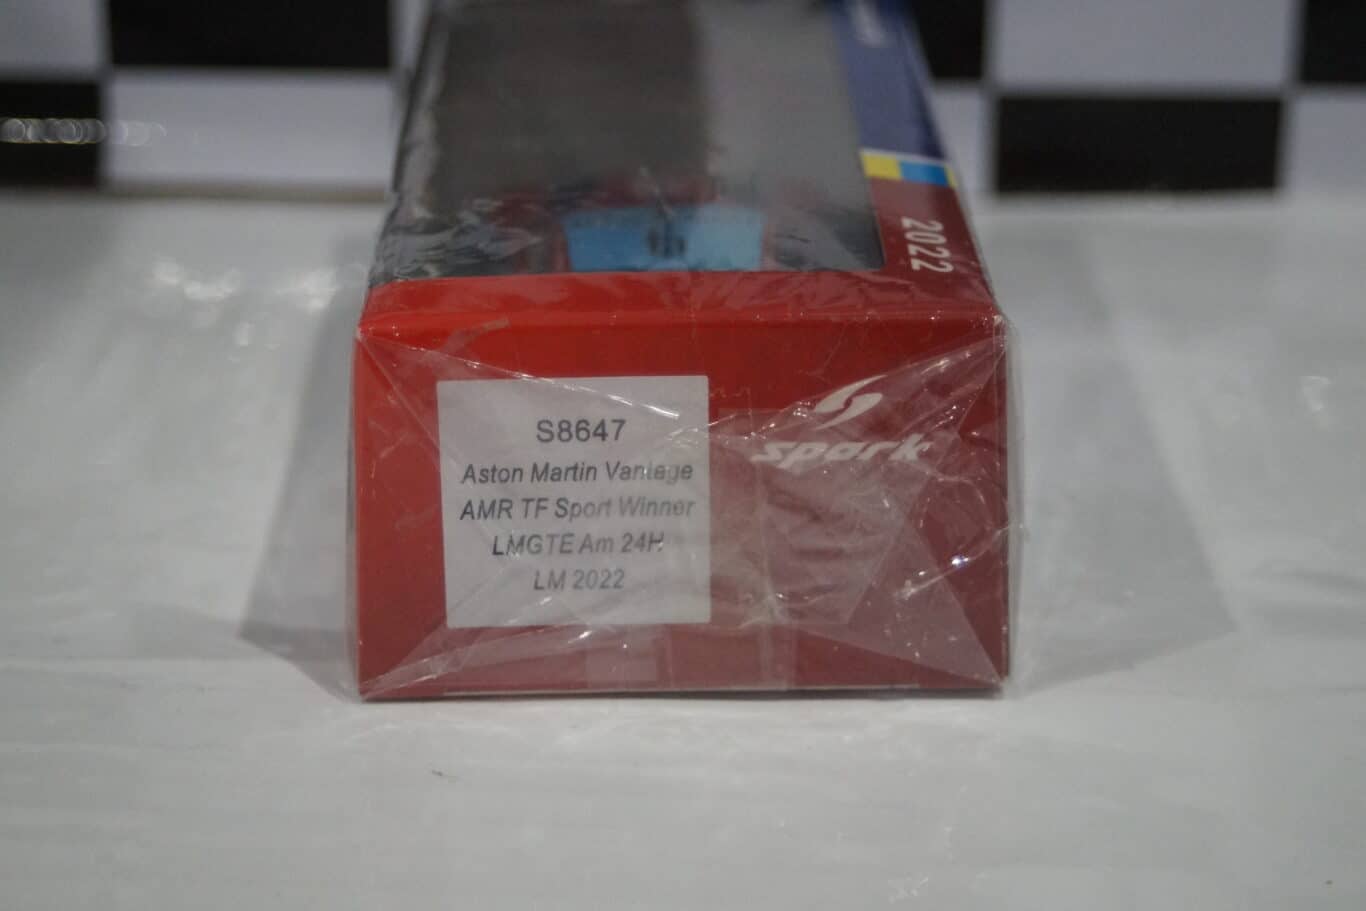 2022
S8647
Aston Martin Vantage
AMR TF Sport Winner
LMGTE Am 24H
LM 2022
spark